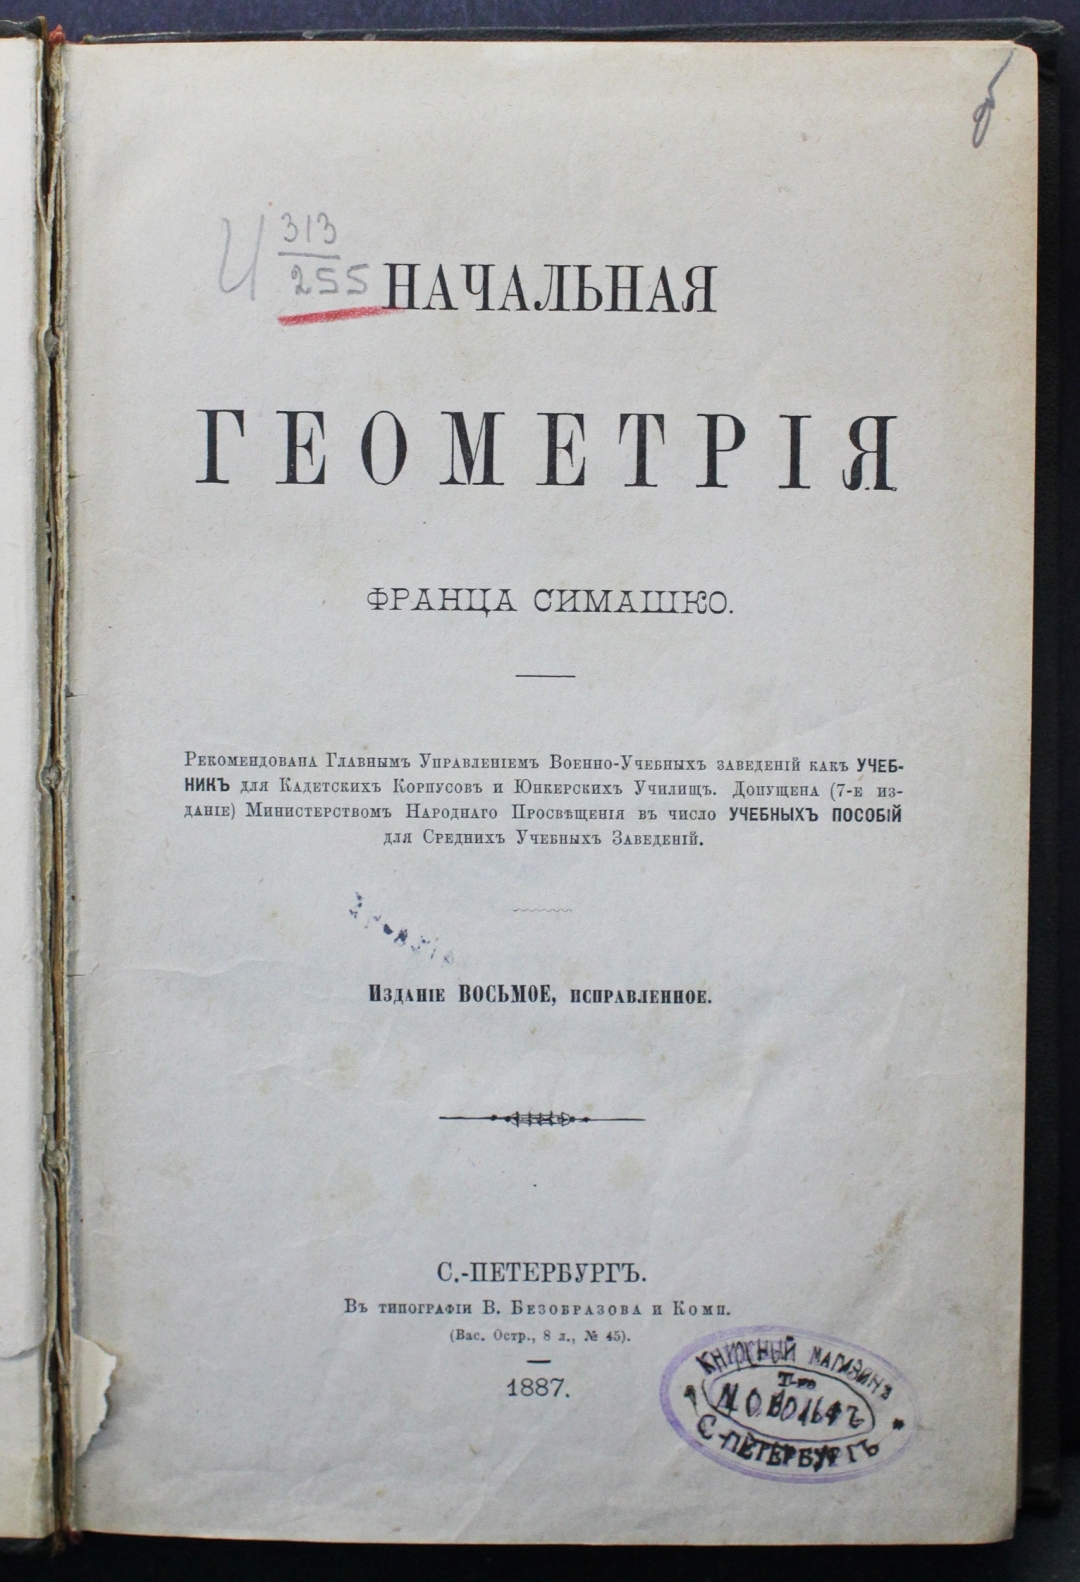 И 313
255
НАЧАЛЬНАЯ
ГЕОМЕТРІЯ
ФРАНЦА СИМАШКО.
Рекомендована Главнымъ Управленіемъ Военно-Учебныхъ заведеній какъ УЧЕБ-
НИКЪ для Кадетскихъ Корпусовъ и Юнкерскихъ Училищъ. Допущена (7-е из-
даніе) Министерствомъ Народнаго Просвѣщенія въ число УЧЕБНЫХЪ ПОСОБІЙ
для Средних Учебныхъ Заведеній.
Изданіе ВОСЬМОЕ, исправленное.
С.-ПЕТЕРБУРГЪ.
Въ типографіи В. Безобразова и Комп.
(Вас. Остр., 8 л., № 45).
1887.
КНИЖНЫЙ МАГАЗИНЪ
Т-ва
С-ПЕТЕРБУРГЪ